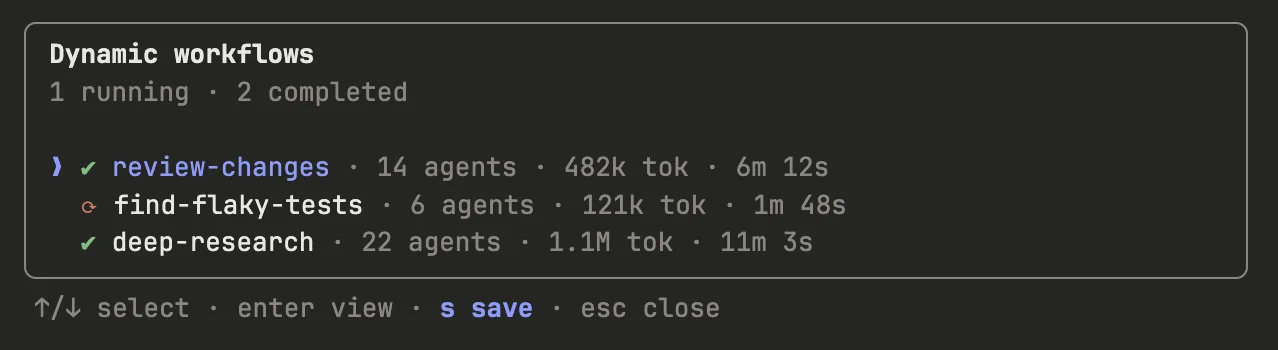 Dynamic workflows
1 running · 2 completed
❯ ✔ review-changes · 14 agents · 482k tok · 6m 12s
⟳ find-flaky-tests · 6 agents · 121k tok · 1m 48s
✔ deep-research · 22 agents · 1.1M tok · 11m 3s
↑/↓ select · enter view · s save · esc close